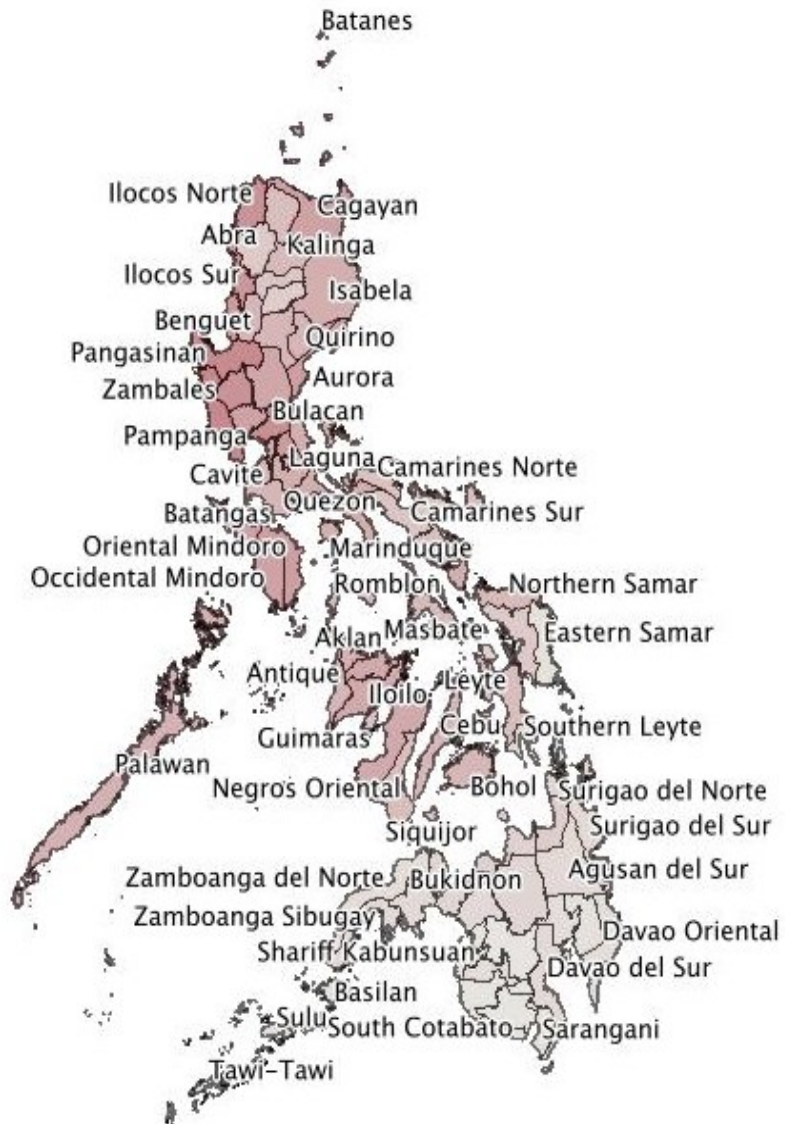 Batanes
Ilocos Norte
Cagayan
Abra
Kalinga
Ilocos Sur
Isabela
Benguet
Quirino
Pangasinan
Aurora
Zambales
Bulacan
Pampanga
Laguna
Camarines Norte
Cavite
Quezon
Batangas
Camarines Sur
Oriental Mindoro
Marinduque
Occidental Mindoro
Romblon
Northern Samar
Aklan
Masbate
Eastern Samar
Antique
Iloilo
Leyte
Guimaras
Cebu
Southern Leyte
Palawan
Negros Oriental
Bohol
Surigao del Norte
Siquijor
Surigao del Sur
Zamboanga del Norte
Bukidnon
Agusan del Sur
Zamboanga Sibugay
Davao Oriental
Shariff Kabunsuan
Davao del Sur
Basilan
Sulu
South Cotabato
Sarangani
Tawi-Tawi